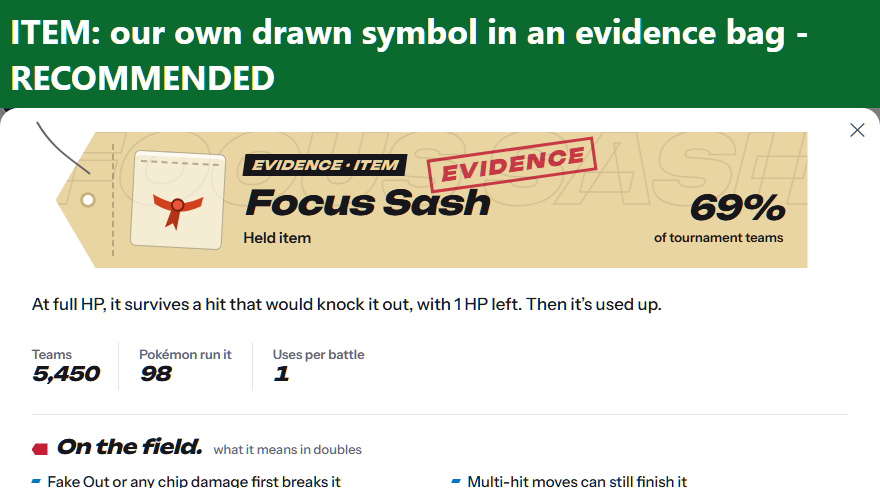 ITEM: our own drawn symbol in an evidence bag -
RECOMMENDED
FOCUS SASH
EVIDENCE · ITEM
EVIDENCE
Focus Sash
69%
Held item
of tournament teams
At full HP, it survives a hit that would knock it out, with 1 HP left. Then it’s used up.
Teams
Pokémon run it
Uses per battle
5,450
98
1
On the field. what it means in doubles
Fake Out or any chip damage first breaks it
Multi-hit moves can still finish it